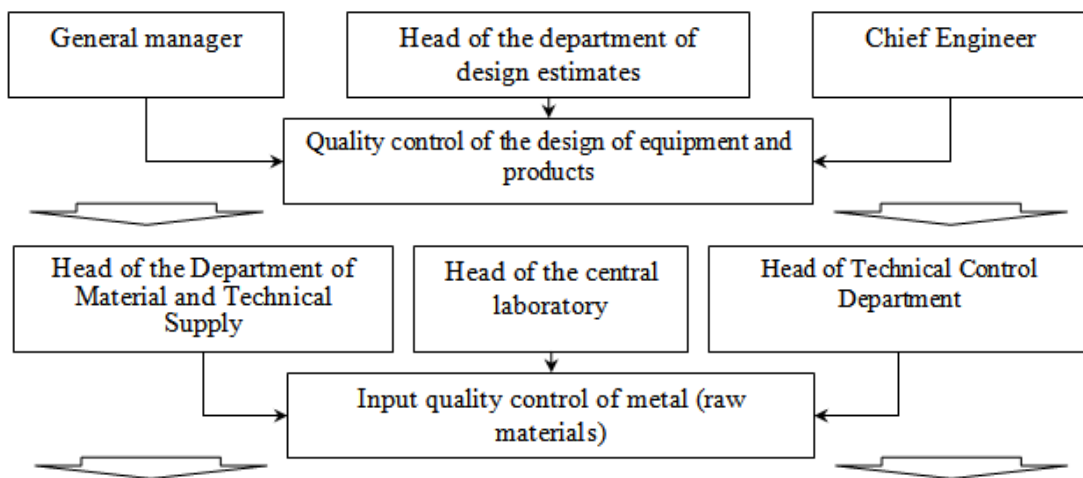 General manager
Head of the department of
design estimates
Chief Engineer
Quality control of the design of equipment and
products
Head of the Department of
Material and Technical
Supply
Head of the central
laboratory
Head of Technical Control
Department
Input quality control of metal (raw
materials)